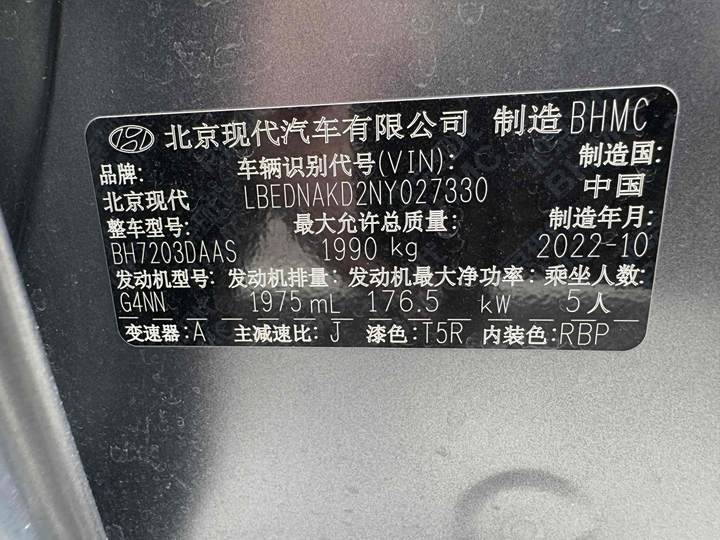 北京现代汽车有限公司 制造 BHMC
品牌: 车辆识别代号(VIN): 制造国:
北京现代 LBEDNAKD2NY027330 中国
整车型号: 最大允许总质量: 制造年月:
BH7203DAAS 1990 kg 2022-10
发动机型号: 发动机排量: 发动机最大净功率: 乘坐人数:
G4NN 1975 mL 176.5 kW 5人
变速器:A 主减速比: J 漆色:T5R 内装色:RBP